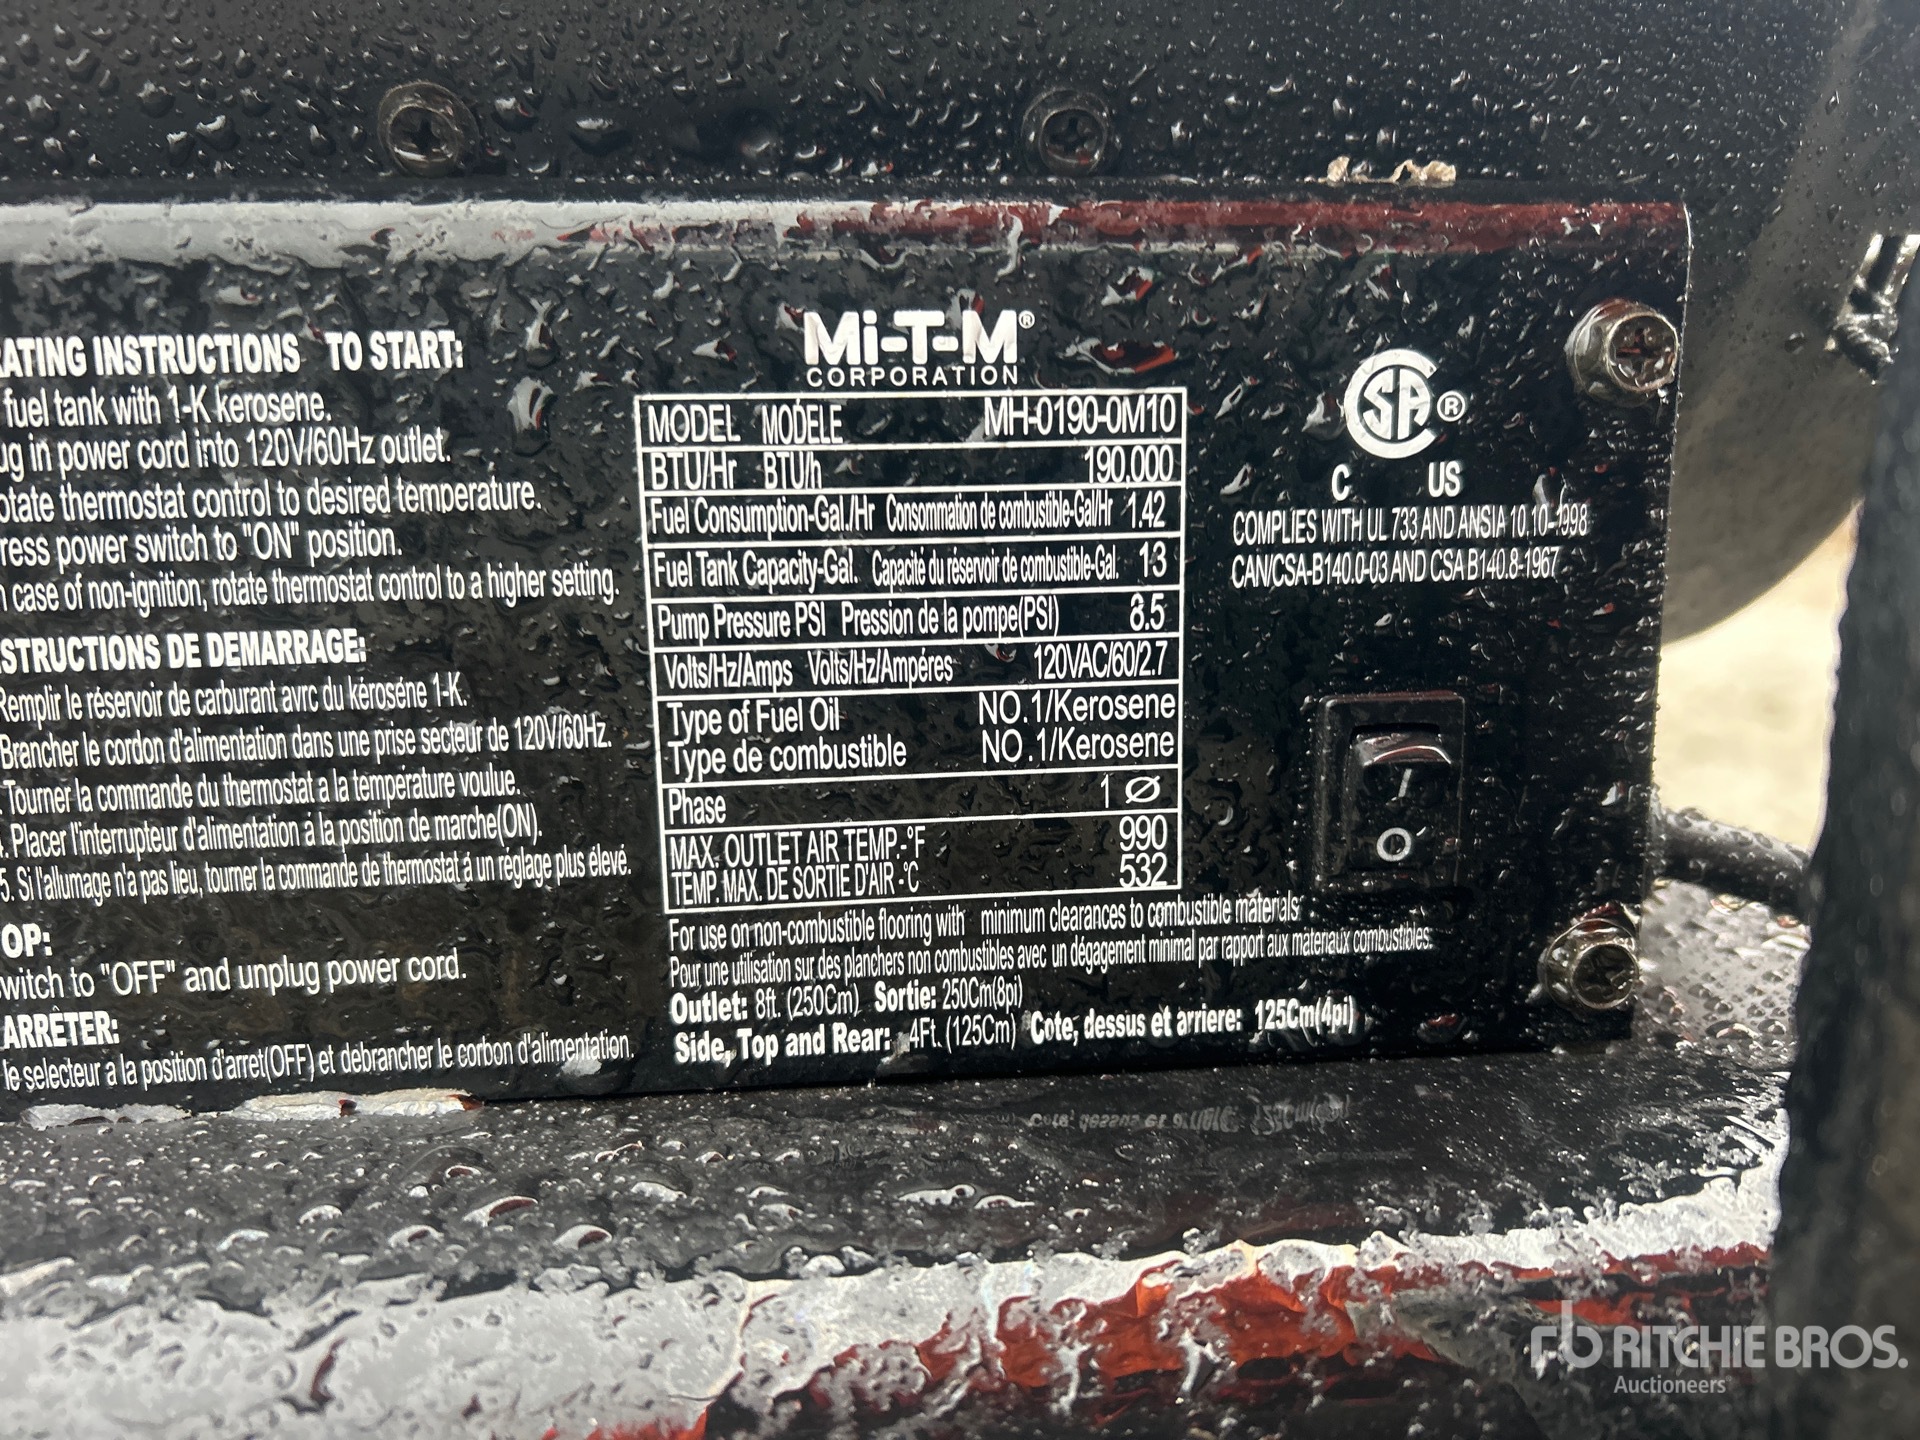 ATING INSTRUCTIONS TO START:
fuel tank with 1-K kerosene.
ug in power cord into 120V/60Hz outlet.
otate thermostat control to desired temperature.
ress power switch to "ON" position.
n case of non-ignition, rotate thermostat control to a higher setting.
STRUCTIONS DE DEMARRAGE:
Remplir le réservoir de carburant avrc du kéroséne 1-K.
Brancher le cordon d'alimentation dans une prise secteur de 120V/60Hz.
. Tourner la commande du thermostat a la température voulue.
4. Placer l'interrupteur d'alimentation à la position de marche(ON).
5. Si l'allumage n'a pas lieu, tourner la commande de thermostat á un réglage plus élevé.
OP:
witch to "OFF" and unplug power cord.
ARRÊTER:
le selecteur a la position d'arret(OFF) et debrancher le corbon d'alimentation.
Mi-T-M®
CORPORATION
MODEL MODÉLE MH-0190-0M10
BTU/Hr BTU/h 190,000
Fuel Consumption-Gal./Hr Consommation de combustible-Gal/Hr 1.42
Fuel Tank Capacity-Gal. Capacité du réservoir de combustible-Gal. 13
Pump Pressure PSI Pression de la pompe(PSI) 8.5
Volts/Hz/Amps Volts/Hz/Ampéres 120VAC/60/2.7
Type of Fuel Oil NO.1/Kerosene
Type de combustible NO.1/Kerosene
Phase 1 Ø
MAX. OUTLET AIR TEMP.-°F 990
TEMP. MAX. DE SORTIE D'AIR -°C 532
For use on non-combustible flooring with minimum clearances to combustible materials
Pour une utilisation sur des planchers non combustibles avec un dégagement minimal par rapport aux materiaux combustibles:
Outlet: 8ft. (250Cm) Sortie: 250Cm(8pi)
Side, Top and Rear: 4Ft. (125Cm) Cote, dessus et arriere: 125Cm(4pi)
CSA®
C US
COMPLIES WITH UL 733 AND ANSIA 10.10-1998
CAN/CSA-B140.0-03 AND CSA B140.8-1967
I
O
rb RITCHIE BROS.
Auctioneers